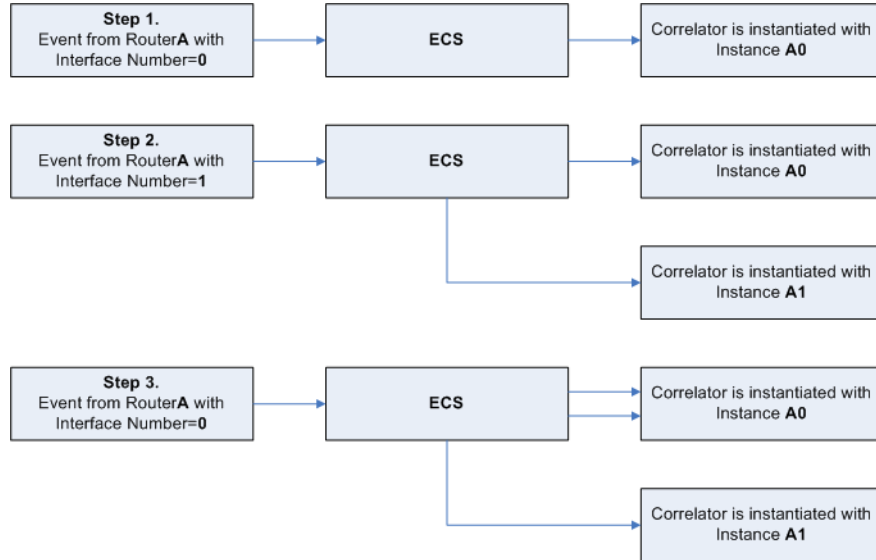 Step 1.
Event from RouterA with
Interface Number=0
ECS
Correlator is instantiated with
Instance A0
Step 2.
Event from RouterA with
Interface Number=1
ECS
Correlator is instantiated with
Instance A0
Correlator is instantiated with
Instance A1
Step 3.
Event from RouterA with
Interface Number=0
ECS
Correlator is instantiated with
Instance A0
Correlator is instantiated with
Instance A1